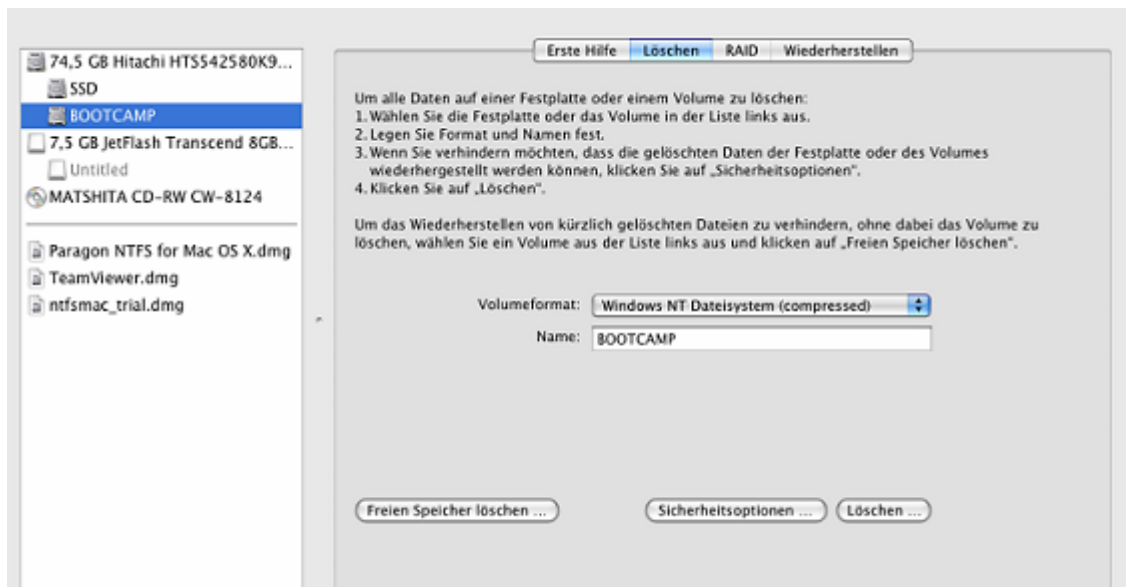 74,5 GB Hitachi HTS542580K9...
SSD
BOOTCAMP
7,5 GB JetFlash Transcend 8GB...
Untitled
MATSHITA CD-RW CW-8124
Paragon NTFS for Mac OS X.dmg
TeamViewer.dmg
ntfsmac_trial.dmg
Erste Hilfe Löschen RAID Wiederherstellen
Um alle Daten auf einer Festplatte oder einem Volume zu löschen:
1. Wählen Sie die Festplatte oder das Volume in der Liste links aus.
2. Legen Sie Format und Namen fest.
3. Wenn Sie verhindern möchten, dass die gelöschten Daten der Festplatte oder des Volumes
wiederhergestellt werden können, klicken Sie auf „Sicherheitsoptionen“.
4. Klicken Sie auf „Löschen“.
Um das Wiederherstellen von kürzlich gelöschten Dateien zu verhindern, ohne dabei das Volume zu
löschen, wählen Sie ein Volume aus der Liste links aus und klicken auf „Freien Speicher löschen“.
Volumeformat: Windows NT Dateisystem (compressed)
Name: BOOTCAMP
Freien Speicher löschen ... Sicherheitsoptionen ... Löschen ...